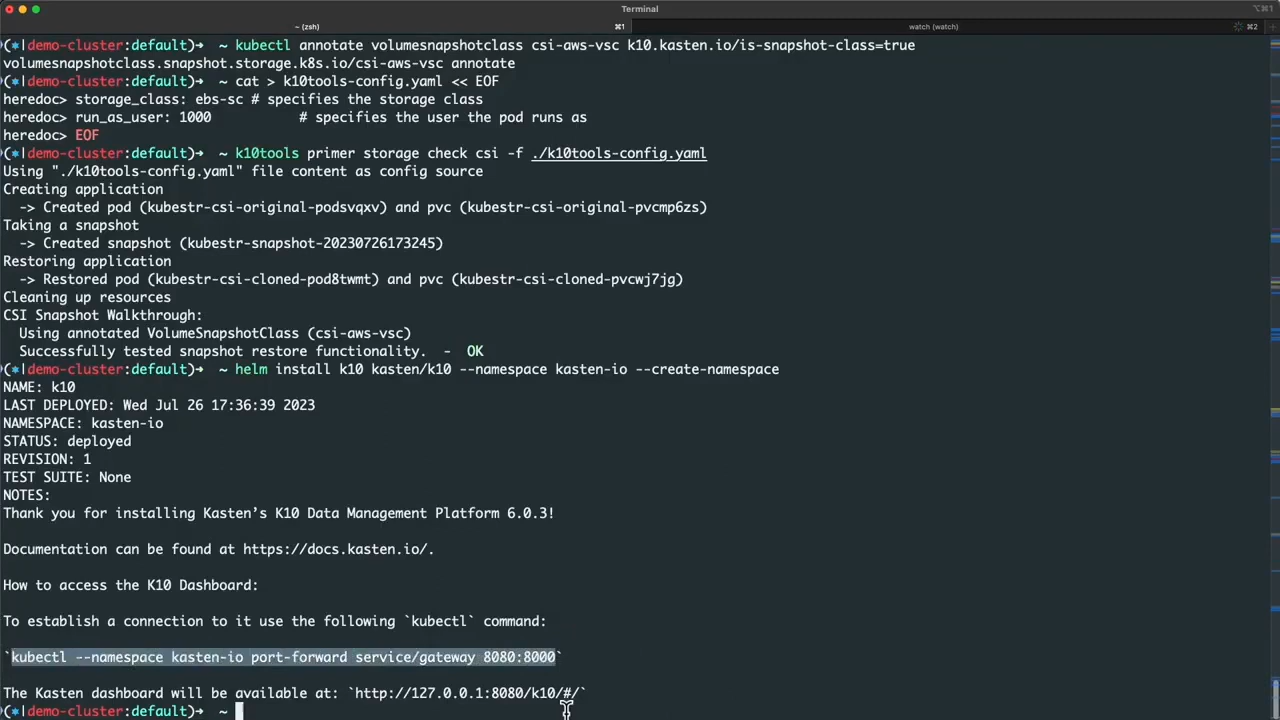 Terminal
⌥⌘1
~ (zsh)
⌘1
watch (watch)
⌘2
(⎈|demo-cluster:default)➜  ~ kubectl annotate volumesnapshotclass csi-aws-vsc k10.kasten.io/is-snapshot-class=true
volumesnapshotclass.snapshot.storage.k8s.io/csi-aws-vsc annotate
(⎈|demo-cluster:default)➜  ~ cat > k10tools-config.yaml << EOF
heredoc> storage_class: ebs-sc # specifies the storage class
heredoc> run_as_user: 1000           # specifies the user the pod runs as
heredoc> EOF
(⎈|demo-cluster:default)➜  ~ k10tools primer storage check csi -f ./k10tools-config.yaml
Using "./k10tools-config.yaml" file content as config source
Creating application
  -> Created pod (kubestr-csi-original-podsvqxv) and pvc (kubestr-csi-original-pvcmp6zs)
Taking a snapshot
  -> Created snapshot (kubestr-snapshot-20230726173245)
Restoring application
  -> Restored pod (kubestr-csi-cloned-pod8twmt) and pvc (kubestr-csi-cloned-pvcwj7jg)
Cleaning up resources
CSI Snapshot Walkthrough:
  Using annotated VolumeSnapshotClass (csi-aws-vsc)
  Successfully tested snapshot restore functionality.  -  OK
(⎈|demo-cluster:default)➜  ~ helm install k10 kasten/k10 --namespace kasten-io --create-namespace
NAME: k10
LAST DEPLOYED: Wed Jul 26 17:36:39 2023
NAMESPACE: kasten-io
STATUS: deployed
REVISION: 1
TEST SUITE: None
NOTES:
Thank you for installing Kasten’s K10 Data Management Platform 6.0.3!
Documentation can be found at https://docs.kasten.io/.
How to access the K10 Dashboard:
To establish a connection to it use the following `kubectl` command:
`kubectl --namespace kasten-io port-forward service/gateway 8080:8000`
The Kasten dashboard will be available at: `http://127.0.0.1:8080/k10/#/`
(⎈|demo-cluster:default)➜  ~